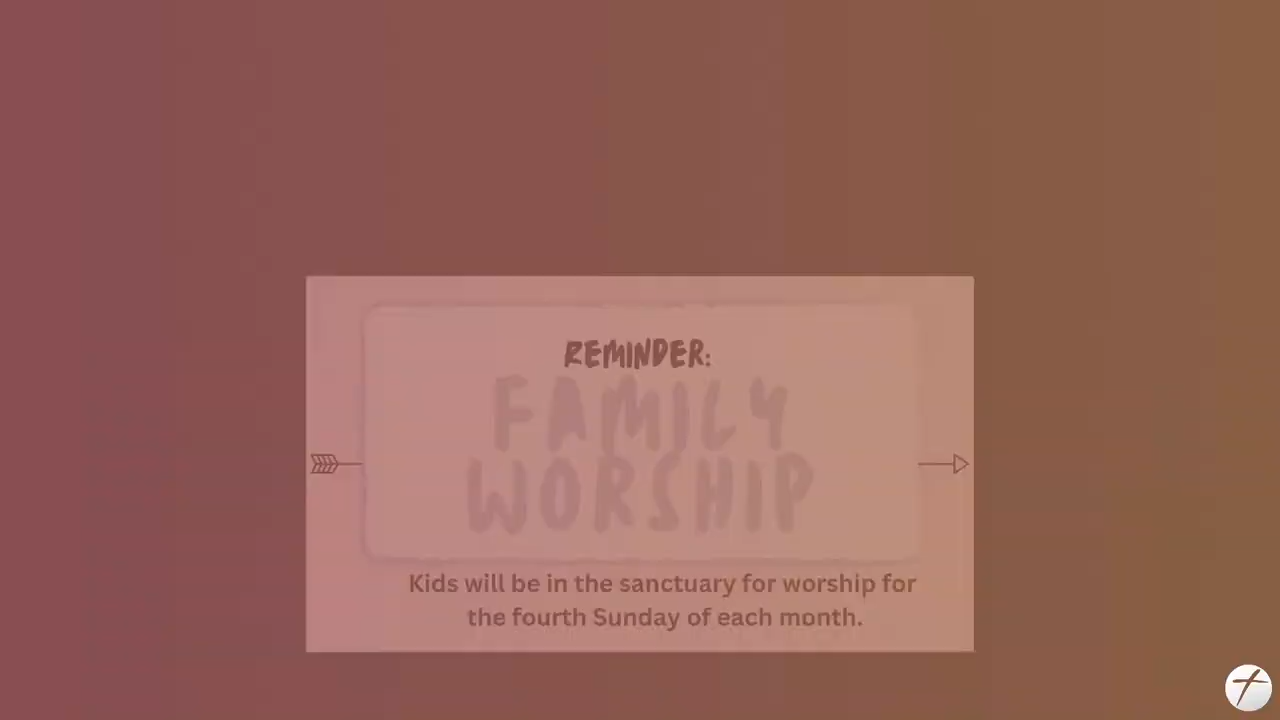 REMINDER:
FAMILY
WORSHIP
Kids will be in the sanctuary for worship for
the fourth Sunday of each month.